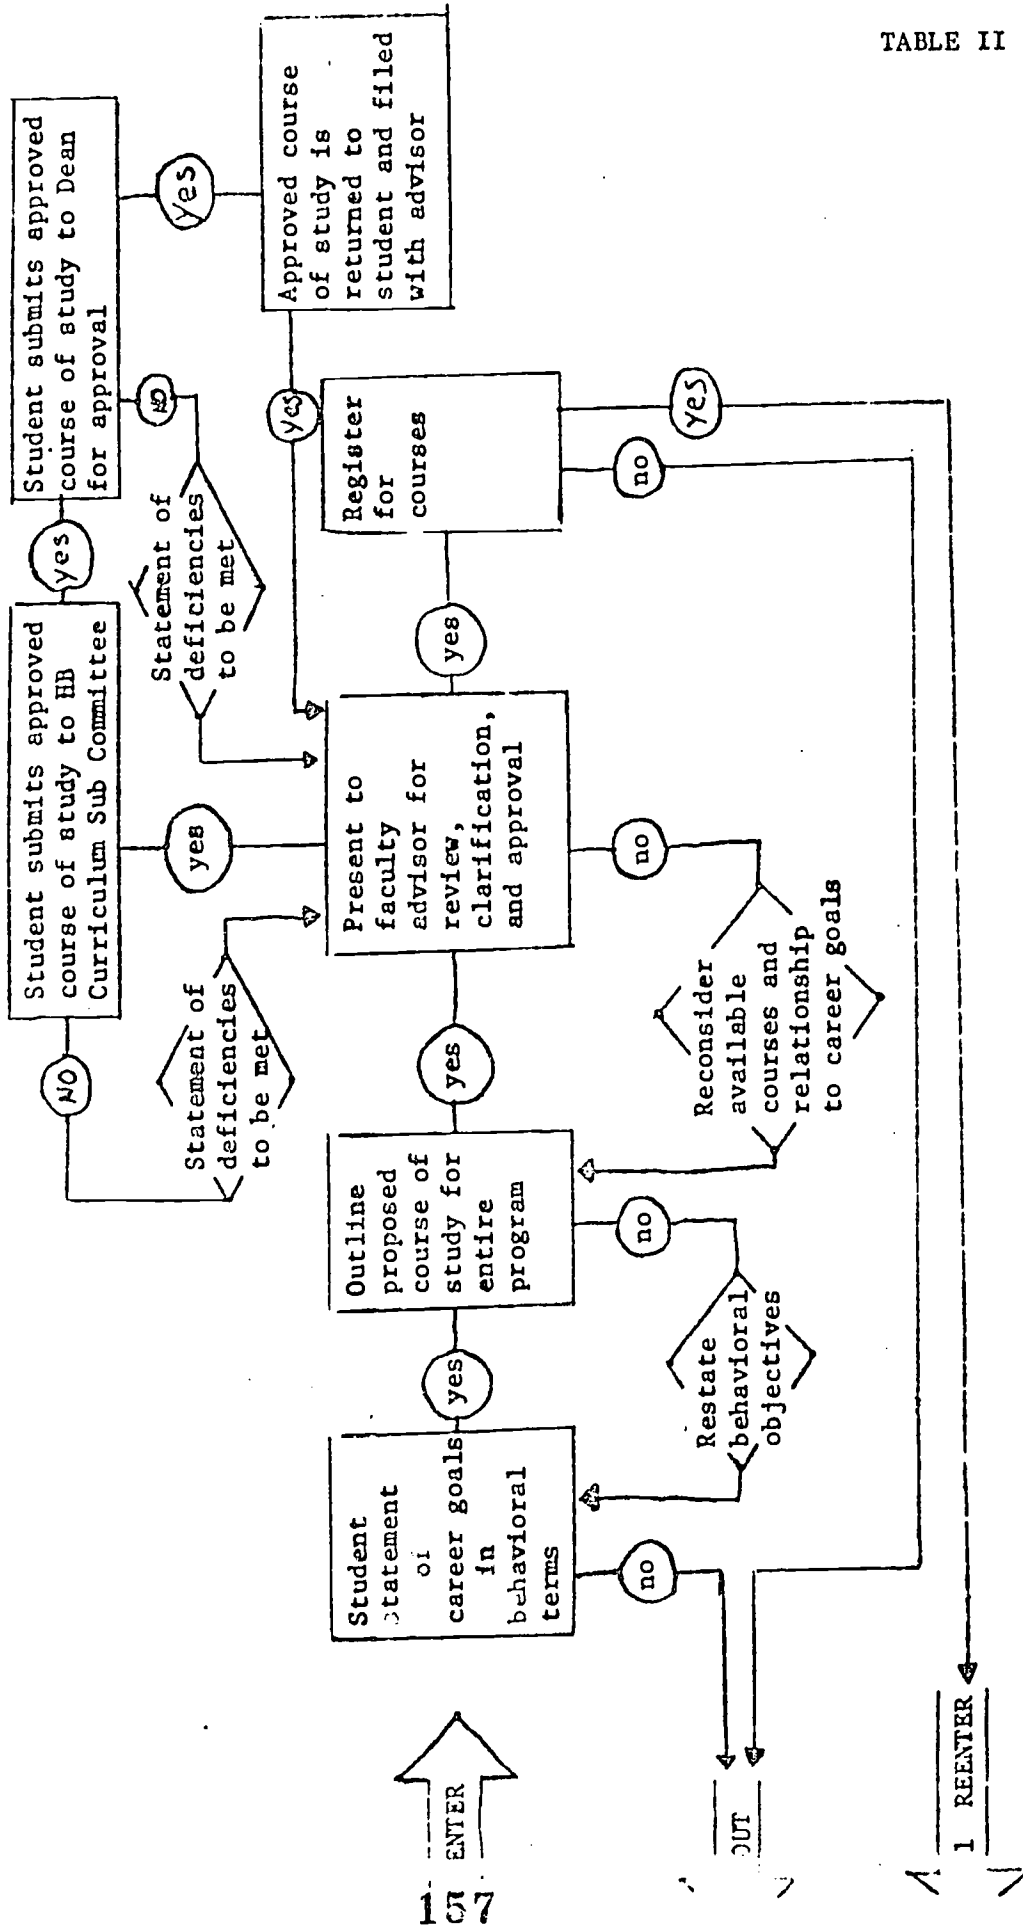 TABLE II
Student submits approved
course of study to HB
Curriculum Sub Committee
yes
Student submits approved
course of study to Dean
for approval
NO
Statement of
deficiencies
to be met
yes
NO
Statement of
deficiencies
to be met
yes
Approved course
of study is
returned to
student and filed
with advisor
yes
ENTER
Student
statement
of
career goals
in
behavioral
terms
yes
Outline
proposed
course of
study for
entire
program
yes
Present to
faculty
advisor for
review,
clarification,
and approval
yes
Register
for
courses
no
no
no
no
yes
Restate
behavioral
objectives
Reconsider
available
courses and
relationship
to career goals
OUT
1 REENTER
157